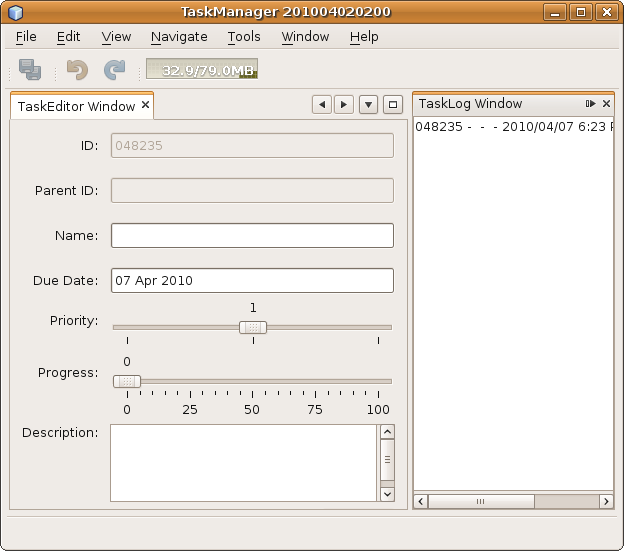 TaskManager 201004020200
File Edit View Navigate Tools Window Help
32.9/79.0MB
TaskEditor Window
ID: 048235
Parent ID:
Name:
Due Date: 07 Apr 2010
Priority: 1
Progress: 0
0 25 50 75 100
Description:
TaskLog Window
048235 - - - 2010/04/07 6:23